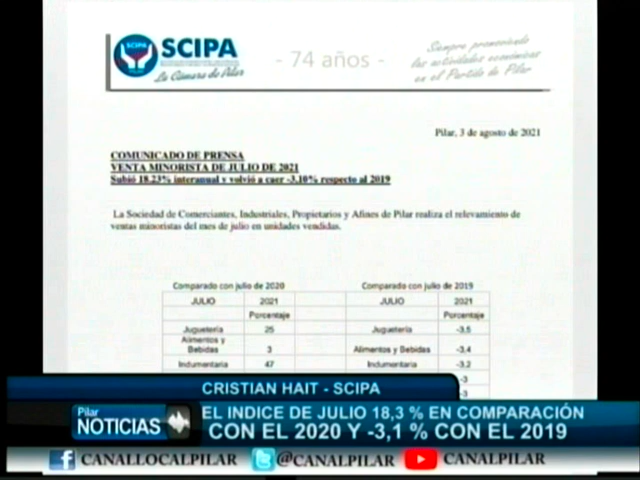 SCIPA
La Cámara de Pilar
- 74 años -
Siempre promoviendo
las actividades económicas
en el Partido de Pilar
Pilar, 3 de agosto de 2021
COMUNICADO DE PRENSA
VENTA MINORISTA DE JULIO DE 2021
Subió 18.23% interanual y volvió a caer -3.10% respecto al 2019
La Sociedad de Comerciantes, Industriales, Propietarios y Afines de Pilar realiza el relevamiento de
ventas minoristas del mes de julio en unidades vendidas.
Comparado con julio de 2020
JULIO 2021
Porcentaje
Juguetería 25
Alimentos y
Bebidas 3
Indumentaria 47
Comparado con julio de 2019
JULIO 2021
Porcentaje
Juguetería -3,5
Alimentos y Bebidas -3,4
Indumentaria -3,2
-3
-3
CRISTIAN HAIT - SCIPA
Pilar
NOTICIAS
EL INDICE DE JULIO 18,3 % EN COMPARACIÓN
CON EL 2020 Y -3,1 % CON EL 2019
CANALLOCALPILAR
@CANALPILAR
CANALPILAR